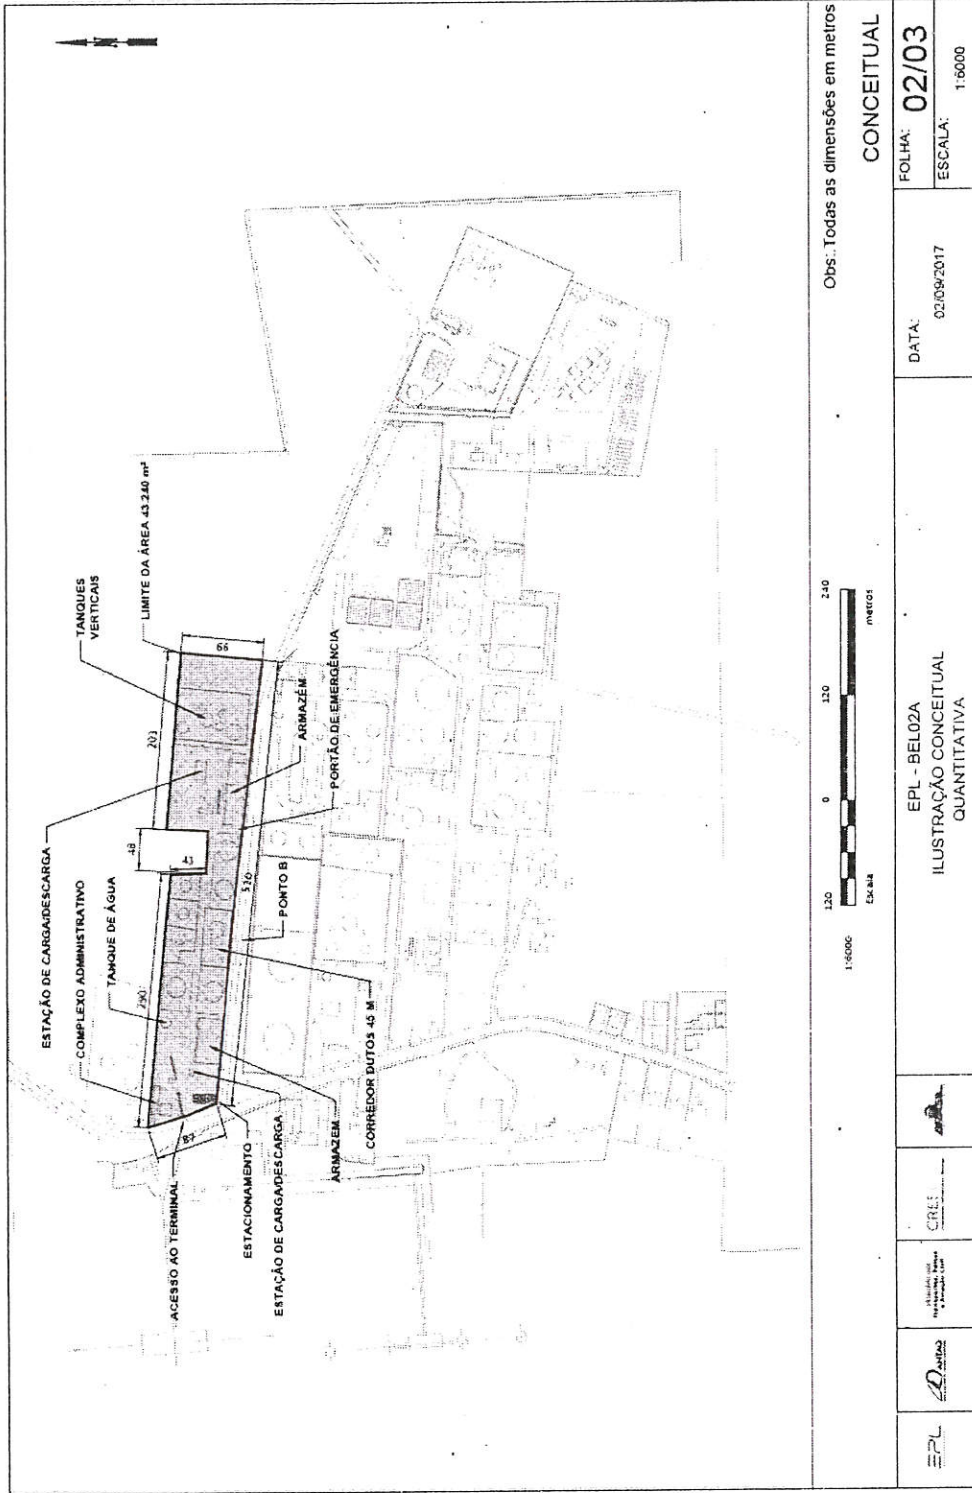 N
TANQUES
VERTICAIS
LIMITE DA ÁREA 43.240 m²
ESTAÇÃO DE CARGA/DESCARGA
COMPLEXO ADMINISTRATIVO
TANQUE DE ÁGUA
203
48
43
66
290
526
ARMAZÉM
PORTÃO DE EMERGÊNCIA
PONTO B
CORREDOR DUTOS 45 M
ARMAZEM
ESTAÇÃO DE CARGA/DESCARGA
ESTACIONAMENTO
ACESSO AO TERMINAL
120
0
120
240
1:6000
Escala
metros
Obs:.Todas as dimensões em metros
CONCEITUAL
EPL
EPL - BEL02A
ILUSTRAÇÃO CONCEITUAL
QUANTITATIVA
DATA:
02/09/2017
FOLHA:
02/03
ESCALA:
1:6000